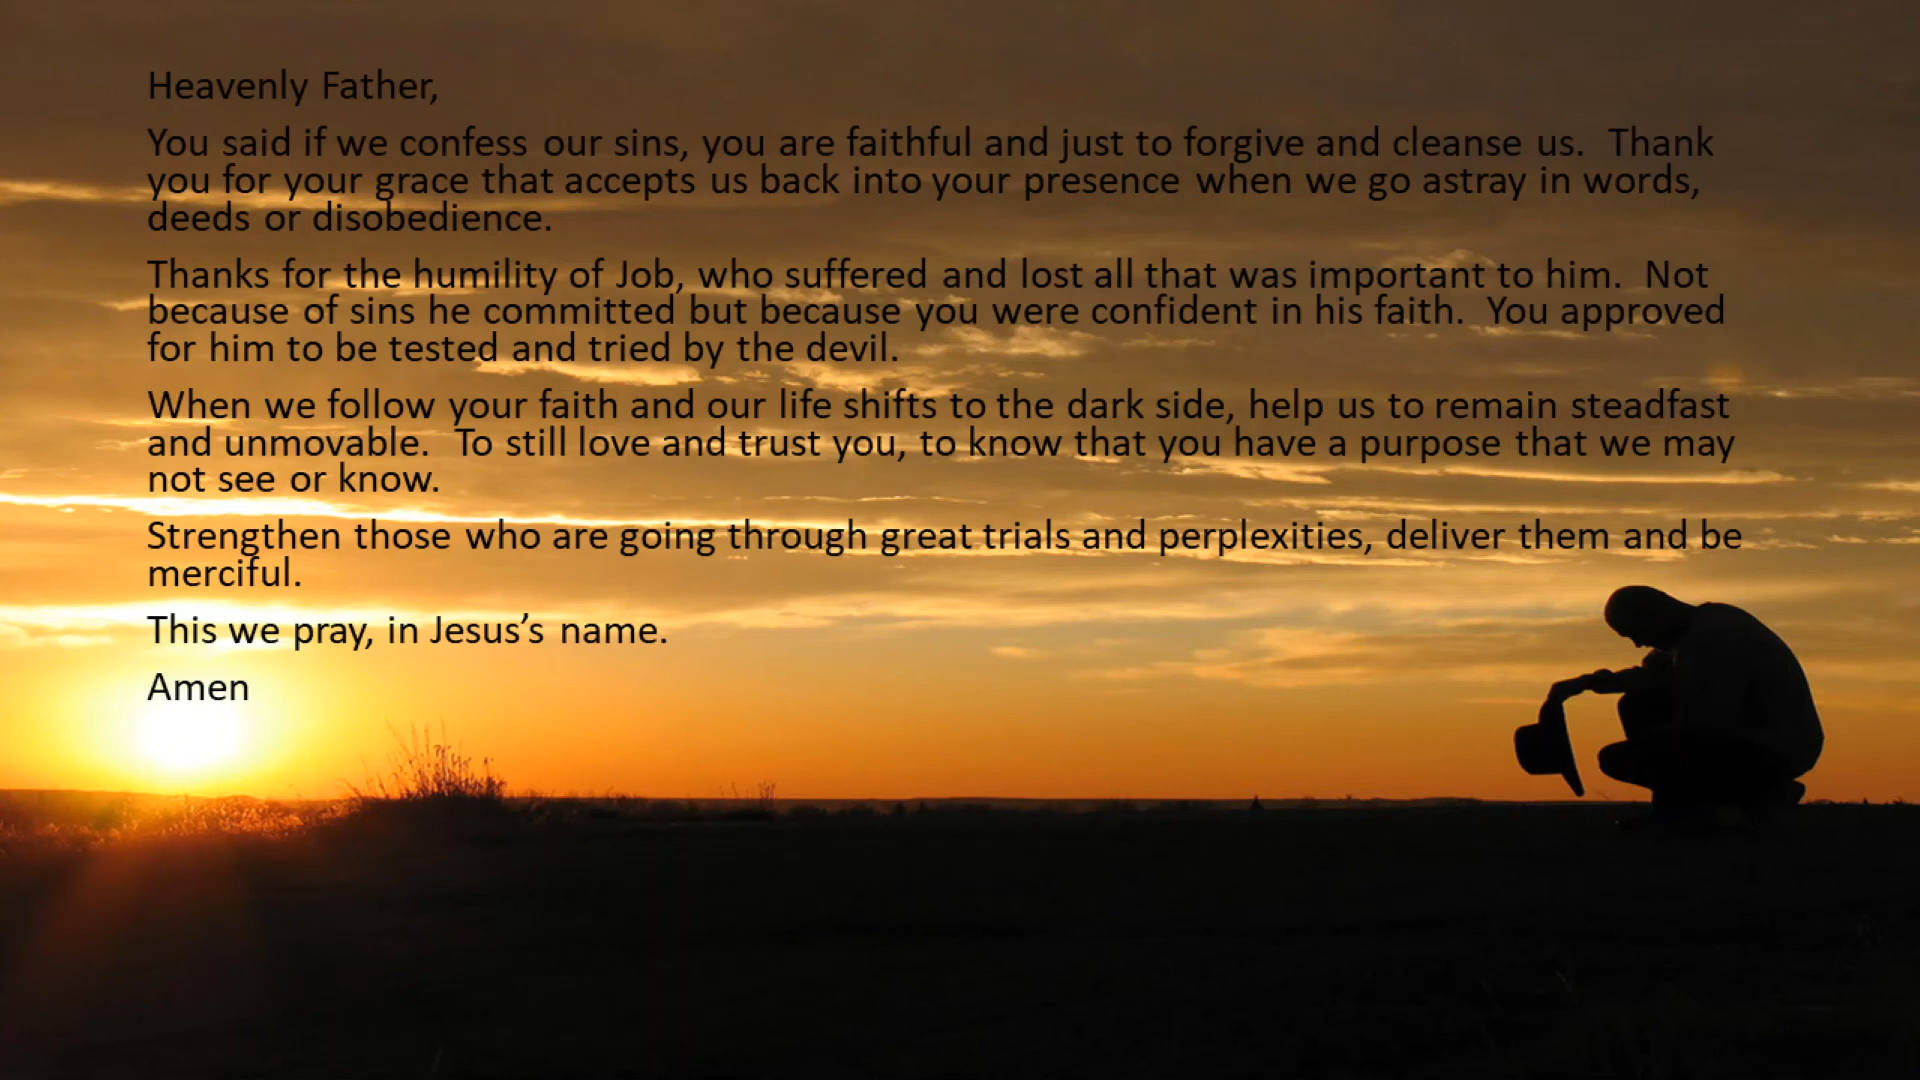 Heavenly Father,
You said if we confess our sins, you are faithful and just to forgive and cleanse us.  Thank
you for your grace that accepts us back into your presence when we go astray in words,
deeds or disobedience.
Thanks for the humility of Job, who suffered and lost all that was important to him.  Not
because of sins he committed but because you were confident in his faith.  You approved
for him to be tested and tried by the devil.
When we follow your faith and our life shifts to the dark side, help us to remain steadfast
and unmovable.  To still love and trust you, to know that you have a purpose that we may
not see or know.
Strengthen those who are going through great trials and perplexities, deliver them and be
merciful.
This we pray, in Jesus’s name.
Amen